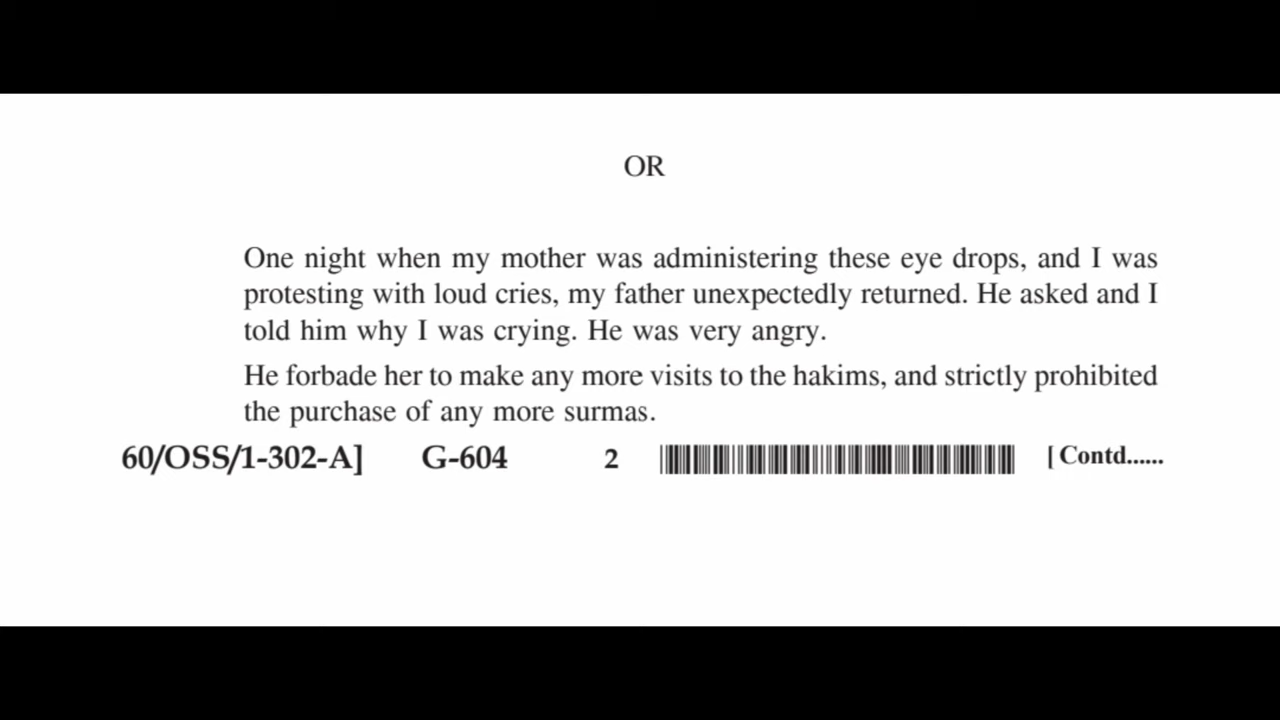 OR
One night when my mother was administering these eye drops, and I was
protesting with loud cries, my father unexpectedly returned. He asked and I
told him why I was crying. He was very angry.
He forbade her to make any more visits to the hakims, and strictly prohibited
the purchase of any more surmas.
60/OSS/1-302-A] G-604 2 [ Contd......